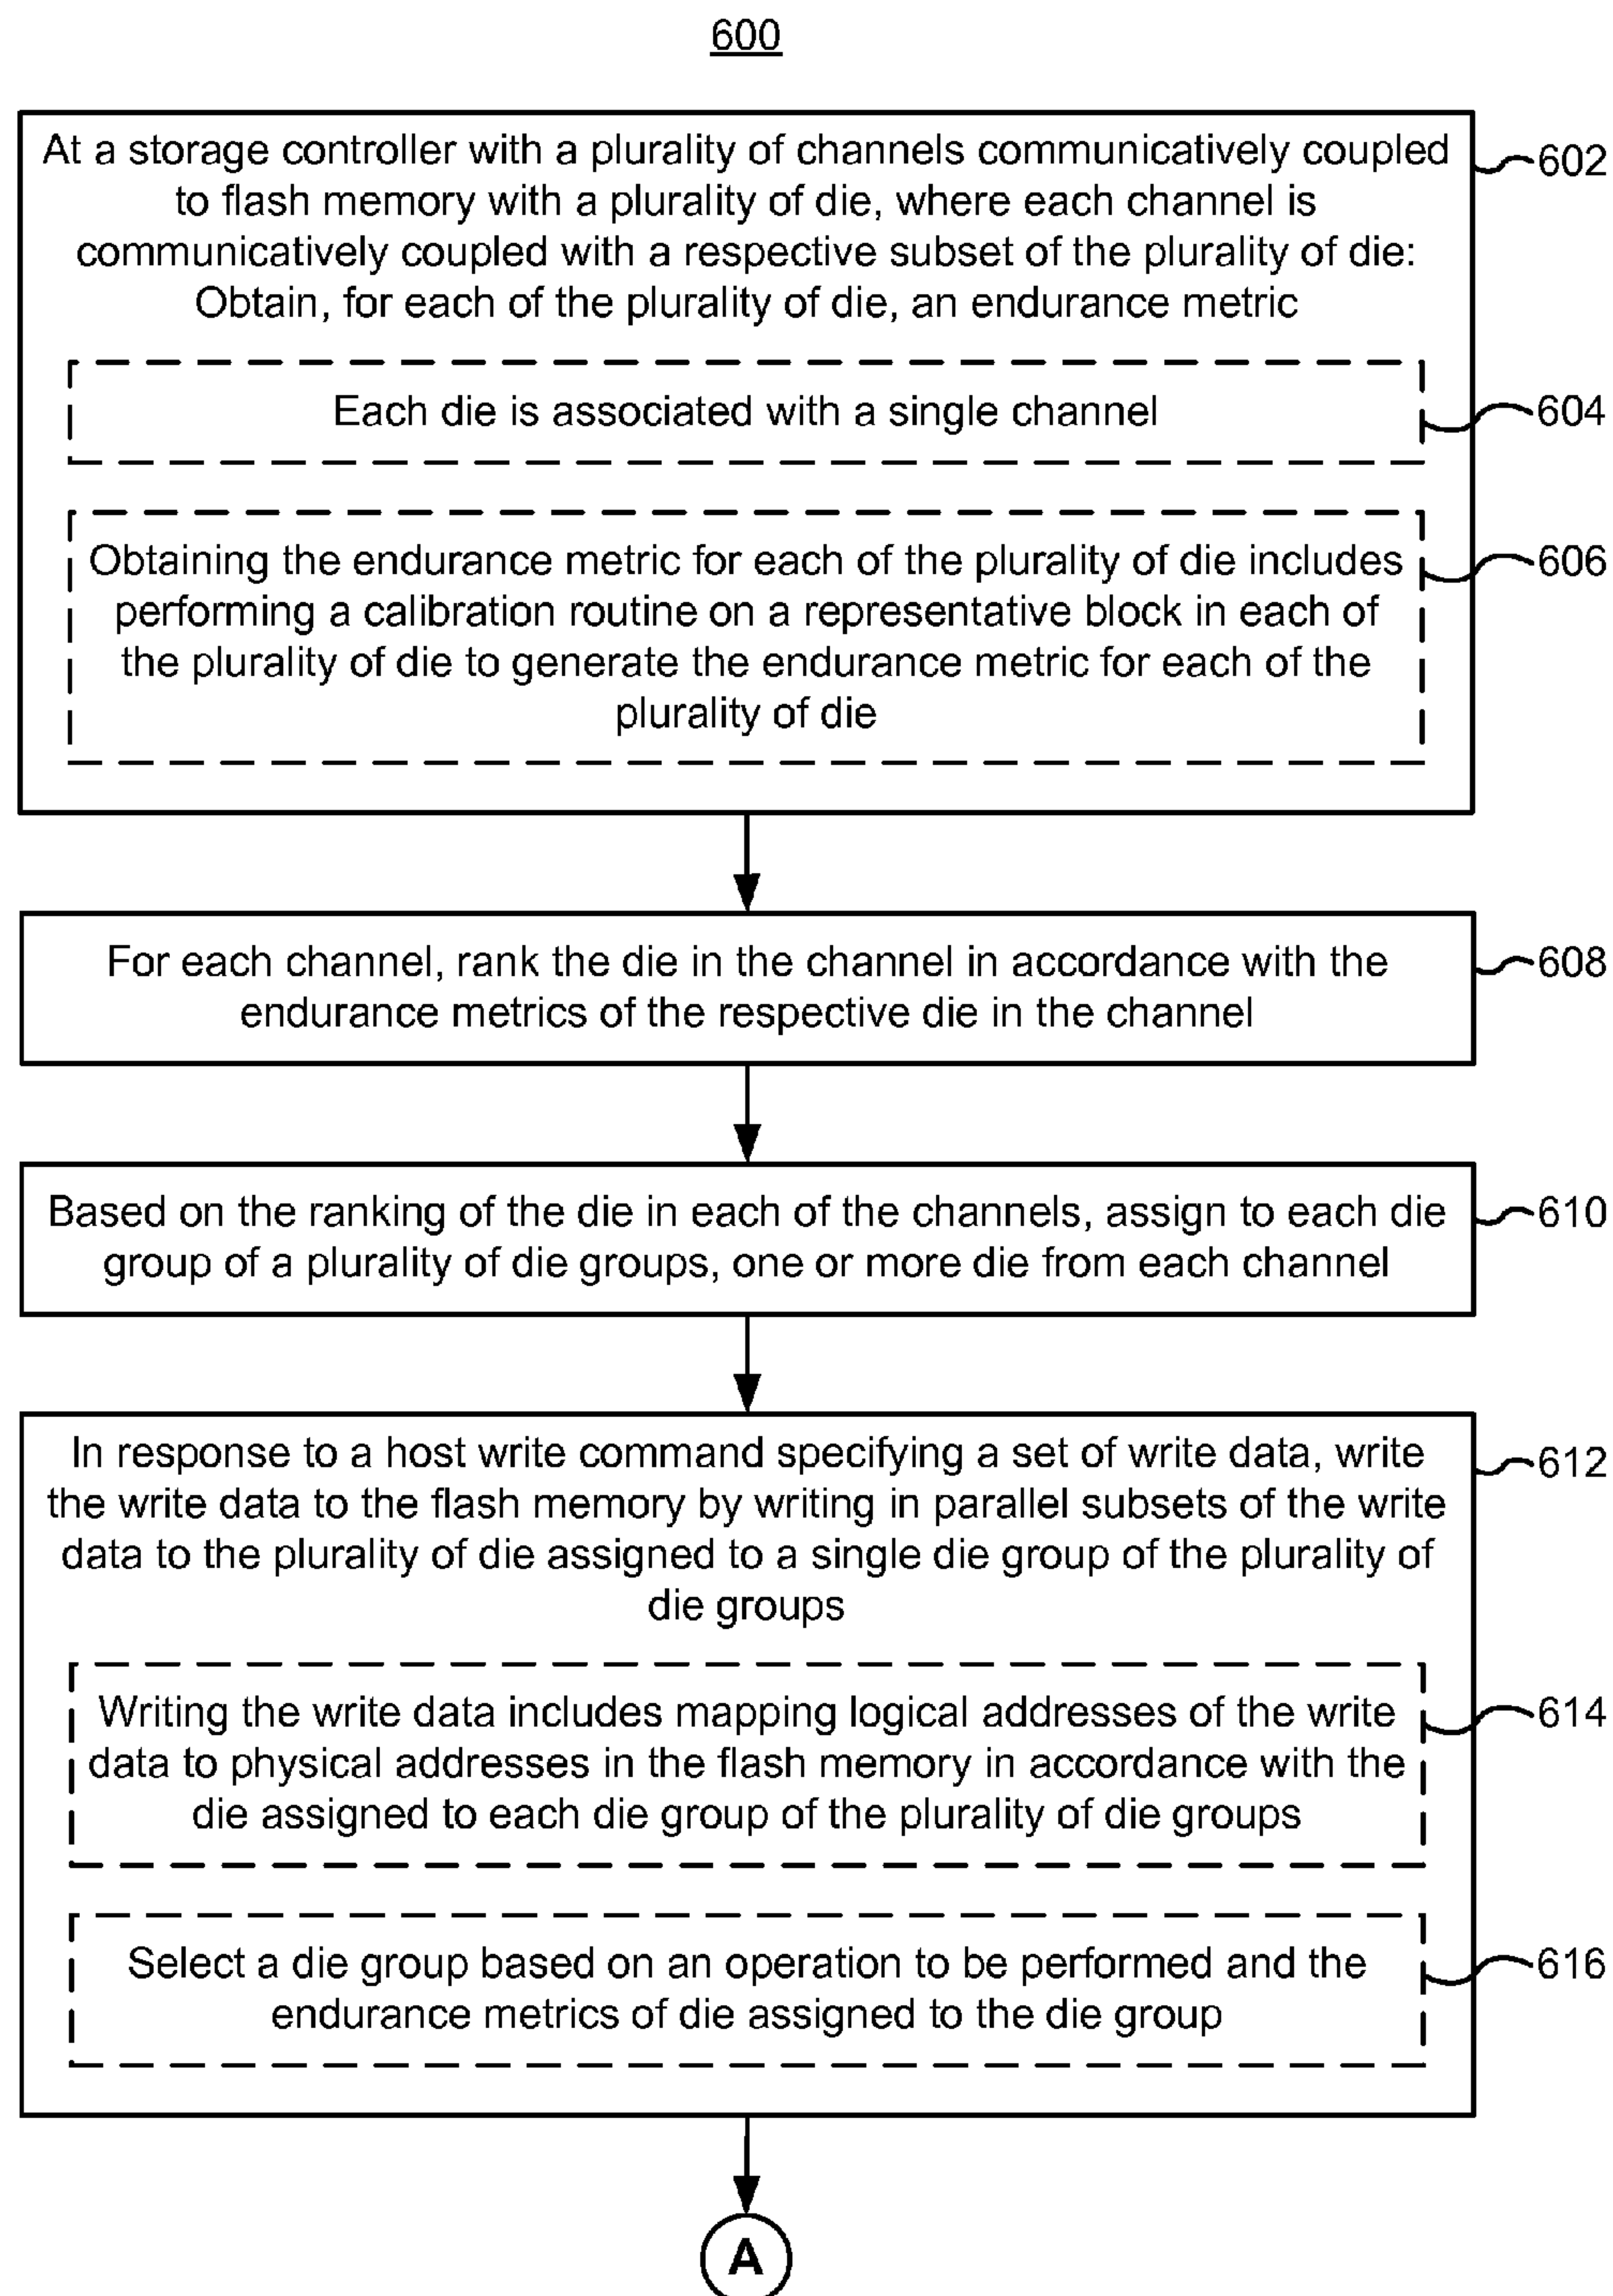 600
At a storage controller with a plurality of channels communicatively coupled
to flash memory with a plurality of die, where each channel is
communicatively coupled with a respective subset of the plurality of die:
Obtain, for each of the plurality of die, an endurance metric
602
Each die is associated with a single channel
604
Obtaining the endurance metric for each of the plurality of die includes
performing a calibration routine on a representative block in each of
the plurality of die to generate the endurance metric for each of the
plurality of die
606
For each channel, rank the die in the channel in accordance with the
endurance metrics of the respective die in the channel
608
Based on the ranking of the die in each of the channels, assign to each die
group of a plurality of die groups, one or more die from each channel
610
In response to a host write command specifying a set of write data, write
the write data to the flash memory by writing in parallel subsets of the write
data to the plurality of die assigned to a single die group of the plurality of
die groups
612
Writing the write data includes mapping logical addresses of the write
data to physical addresses in the flash memory in accordance with the
die assigned to each die group of the plurality of die groups
614
Select a die group based on an operation to be performed and the
endurance metrics of die assigned to the die group
616
A